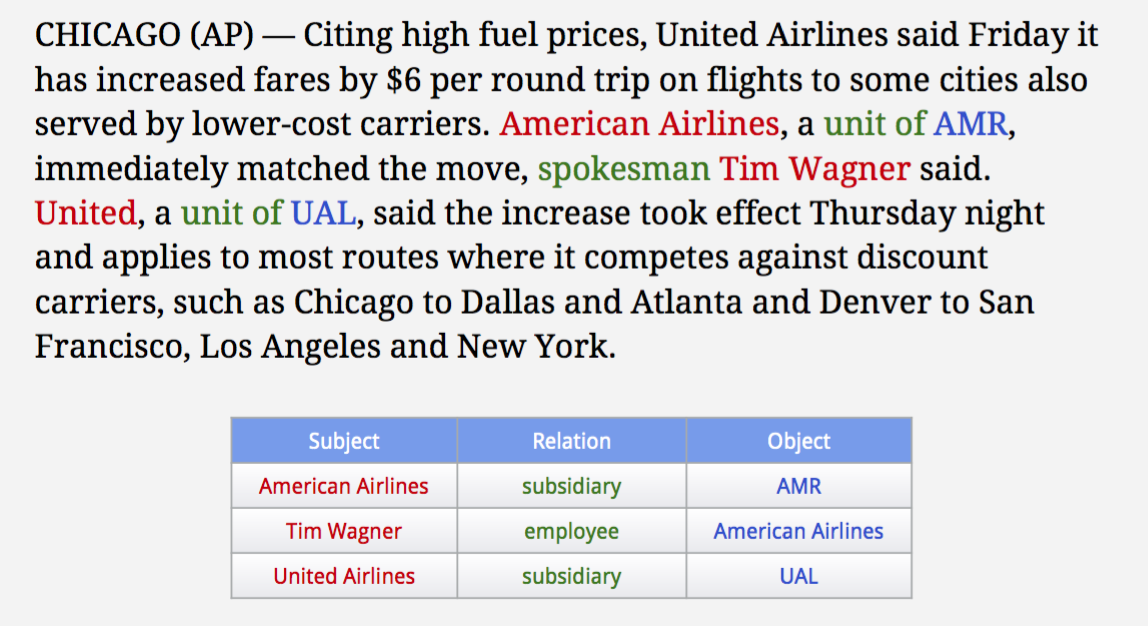 CHICAGO (AP) — Citing high fuel prices, United Airlines said Friday it
has increased fares by $6 per round trip on flights to some cities also
served by lower-cost carriers. American Airlines, a unit of AMR,
immediately matched the move, spokesman Tim Wagner said.
United, a unit of UAL, said the increase took effect Thursday night
and applies to most routes where it competes against discount
carriers, such as Chicago to Dallas and Atlanta and Denver to San
Francisco, Los Angeles and New York.
Subject Relation Object
American Airlines subsidiary AMR
Tim Wagner employee American Airlines
United Airlines subsidiary UAL